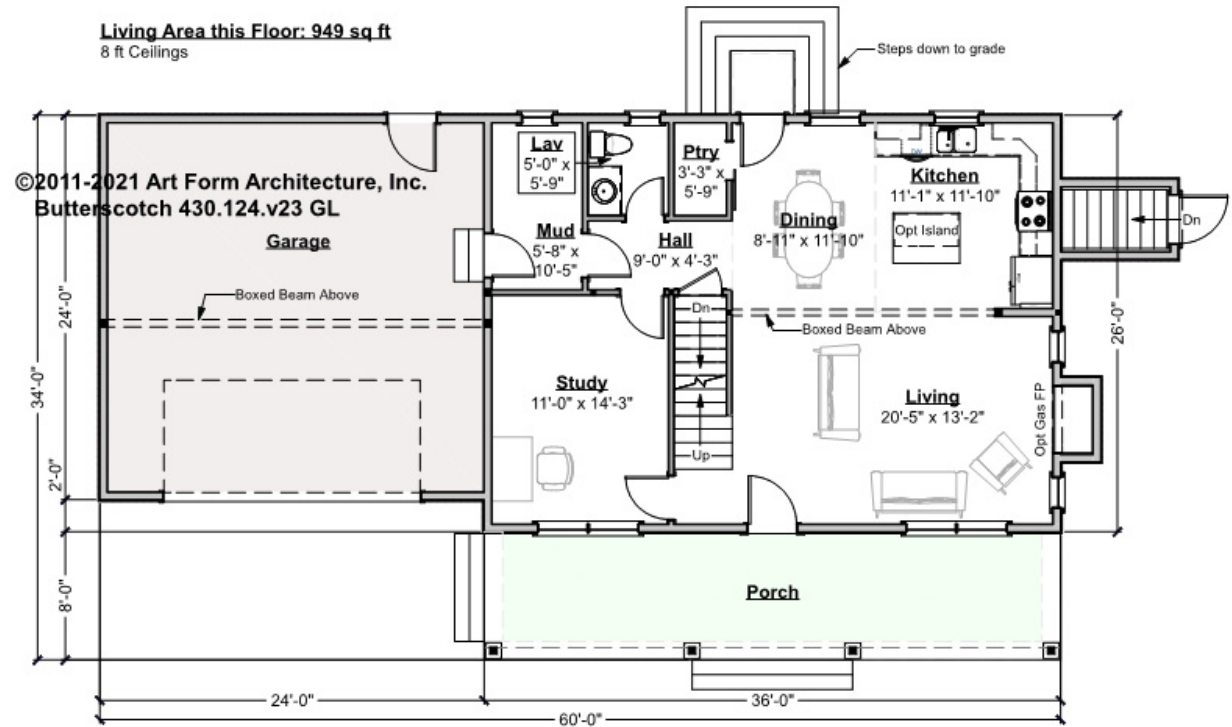 Living Area this Floor: 949 sq ft
8 ft Ceilings
Steps down to grade
©2011-2021 Art Form Architecture, Inc.
Butterscotch 430.124.v23 GL
Garage
Boxed Beam Above
Lav
5'-0" x
5'-9"
Ptry
3'-3" x
5'-9"
Mud
5'-8" x
10'-5"
Hall
9'-0" x 4'-3"
Dining
8'-11" x 11'-10"
DW
Kitchen
11'-1" x 11'-10"
Opt Island
Dn
Dn
Up
Boxed Beam Above
Study
11'-0" x 14'-3"
Living
20'-5" x 13'-2"
Opt Gas FP
Porch
34'-0"
24'-0"
2'-0"
8'-0"
26'-0"
24'-0"
36'-0"
60'-0"